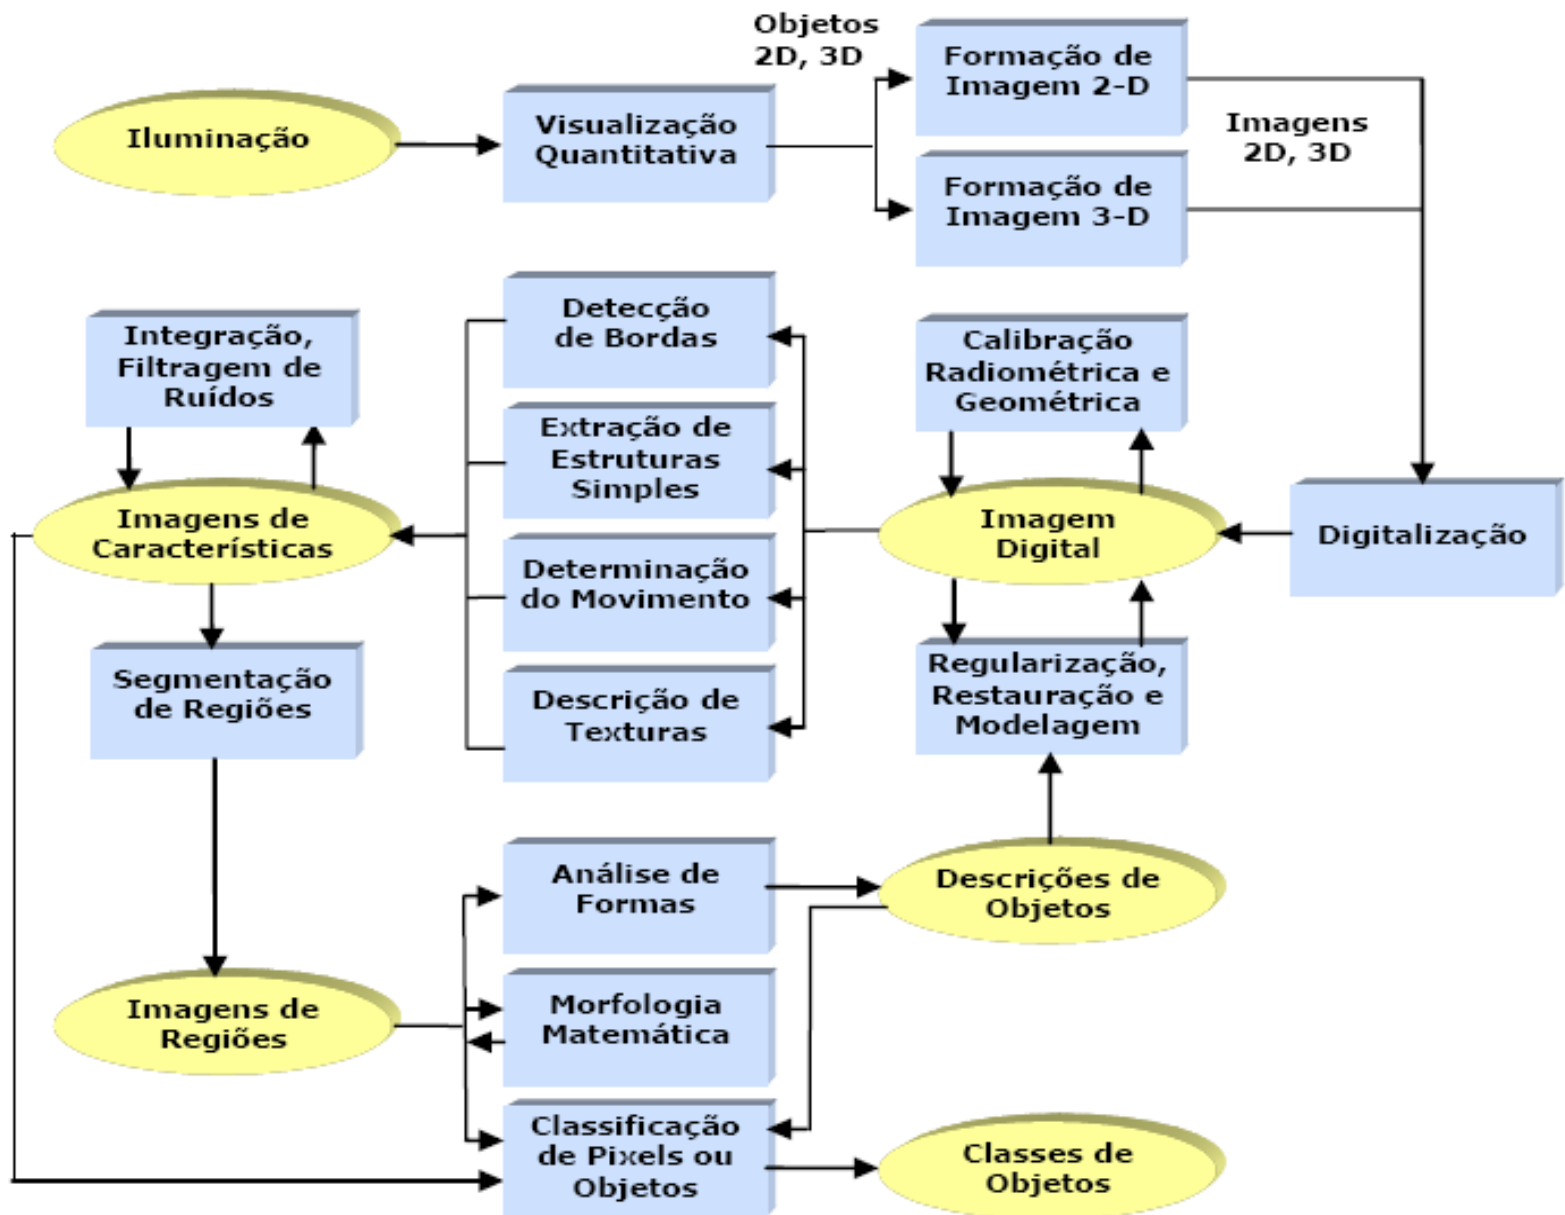 Objetos
2D, 3D
Formação de
Imagem 2-D
Iluminação
Visualização
Quantitativa
Imagens
2D, 3D
Formação de
Imagem 3-D
Integração,
Filtragem de
Ruídos
Detecção
de Bordas
Calibração
Radiométrica e
Geométrica
Extração de
Estruturas
Simples
Imagens de
Características
Imagem
Digital
Digitalização
Determinação
do Movimento
Segmentação
de Regiões
Descrição de
Texturas
Regularização,
Restauração e
Modelagem
Análise de
Formas
Descrições de
Objetos
Imagens de
Regiões
Morfologia
Matemática
Classificação
de Pixels ou
Objetos
Classes de
Objetos